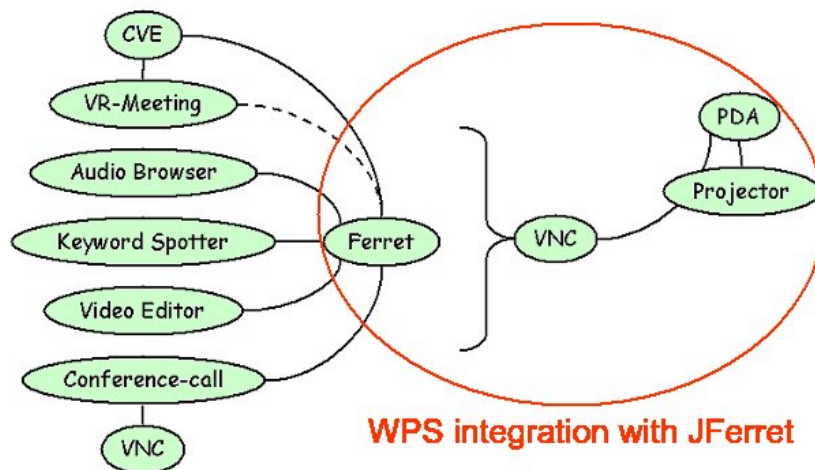 CVE
VR-Meeting
Audio Browser
Keyword Spotter
Video Editor
Conference-call
VNC
Ferret
VNC
PDA
Projector
WPS integration with JFerret